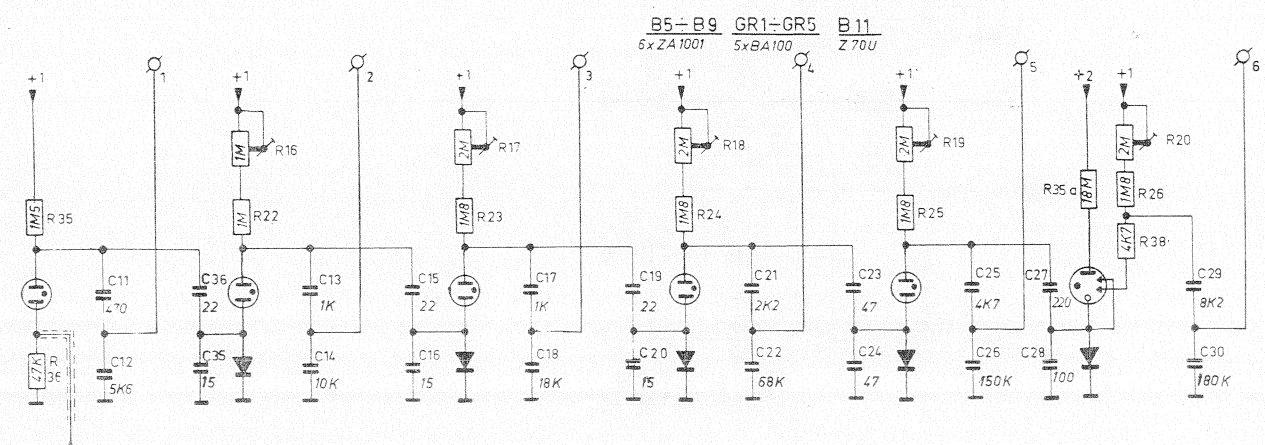 B5÷B9 GR1÷GR5 B11
6xZA1001 5xBA100 Z70U
1 2 3 4 5 6
+1 +1 +1 +1 +1 +2 +1
1M R16 2M R17 2M R18 2M R19 2M R20
1M5 R35 1M R22 1M8 R23 1M8 R24 1M8 R25 R35a 18M 1M8 R26
4K7 R38
C11 470 C36 22 C13 1K C15 22 C17 1K C19 22 C21 2K2 C23 47 C25 4K7 C27 220 C29 8K2
47K R36 C12 5K6 C35 15 C14 10K C16 15 C18 18K C20 15 C22 68K C24 47 C26 150K C28 100 C30 180K